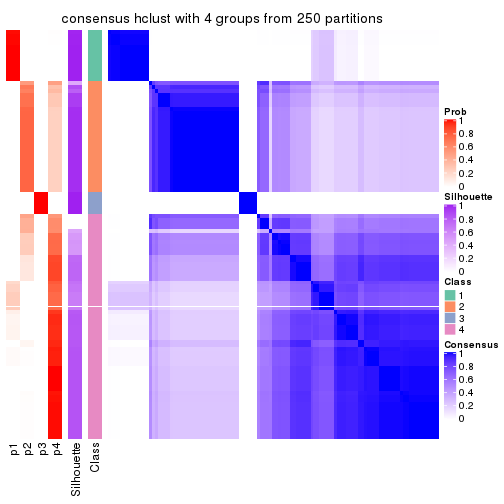 consensus hclust with 4 groups from 250 partitions
Prob
1
0.8
0.6
0.4
0.2
0
Silhouette
1
0.8
0.6
0.4
0.2
0
Class
1
2
3
4
Consensus
1
0.8
0.6
0.4
0.2
0
p1
p2
p3
p4
Silhouette
Class